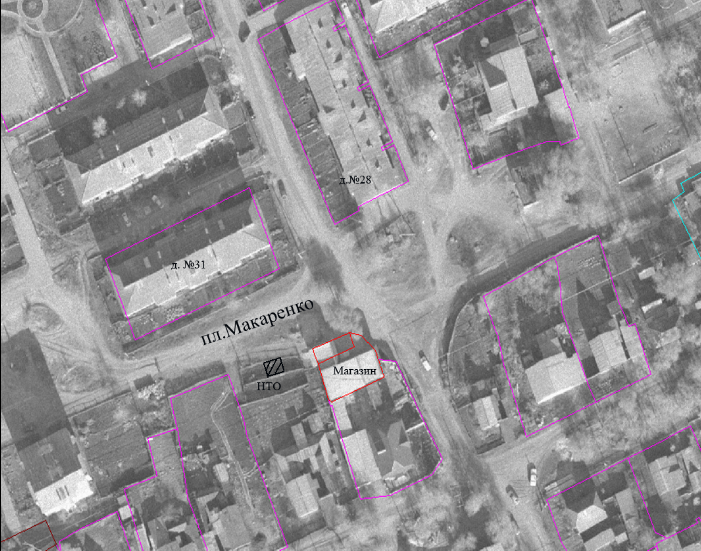 д.№28
д. №31
пл.Макаренко
Магазин
НТО